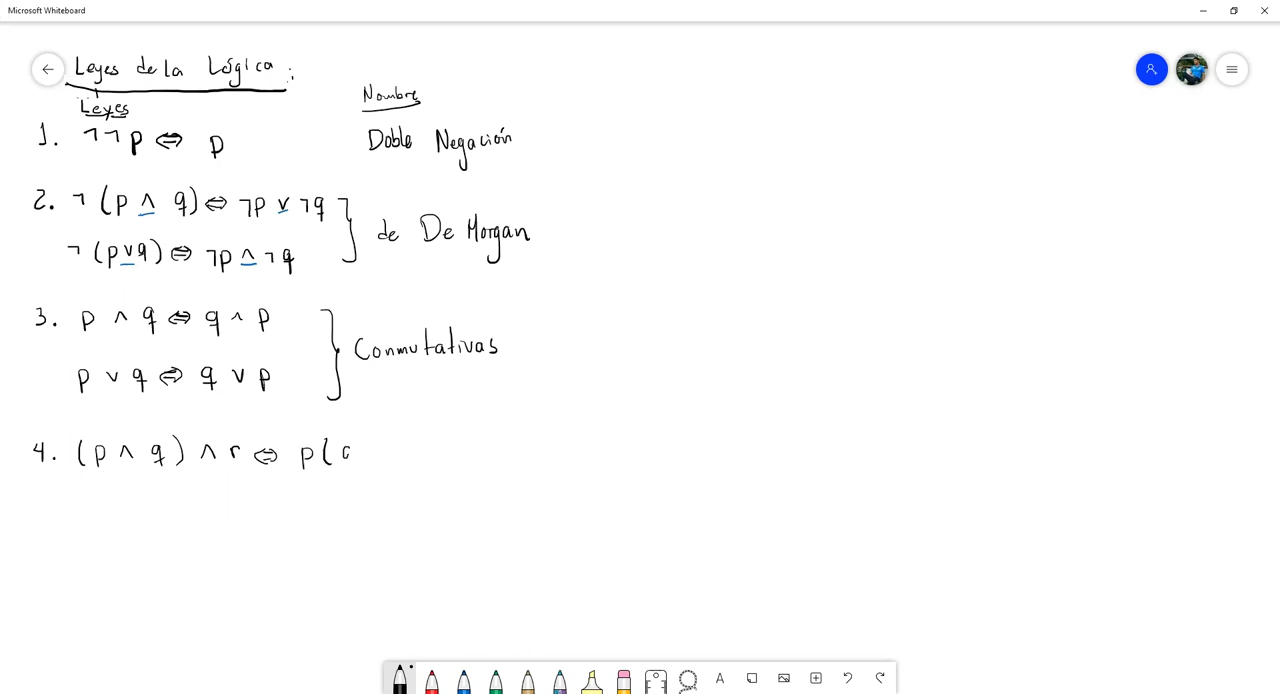 Microsoft Whiteboard
Leyes de la Lógica :
Leyes
Nombre
1. ¬¬p ⇔ p
Doble Negación
2. ¬(p ∧ q) ⇔ ¬p ∨ ¬q
¬(p∨q) ⇔ ¬p ∧ ¬q
de De Morgan
3. p ∧ q ⇔ q ∧ p
p ∨ q ⇔ q ∨ p
Conmutativas
4. (p ∧ q) ∧ r ⇔ p(
A